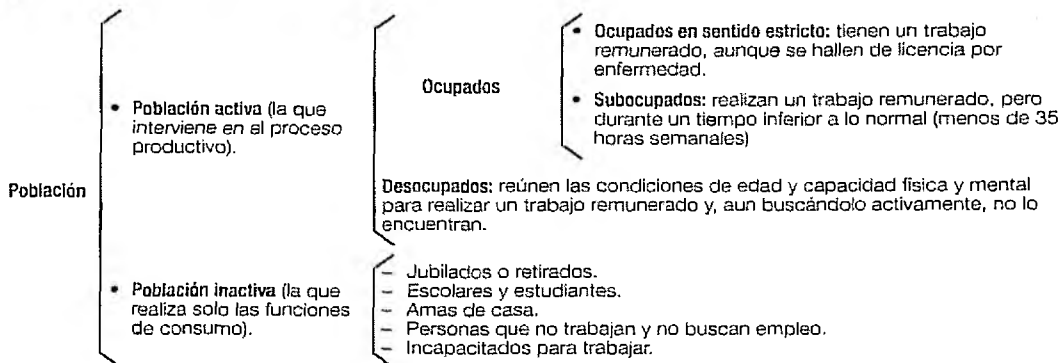 Población
• Población activa (la que
interviene en el proceso
productivo).
Ocupados
• Ocupados en sentido estricto: tienen un trabajo
remunerado, aunque se hallen de licencia por
enfermedad.
• Subocupados: realizan un trabajo remunerado, pero
durante un tiempo inferior a lo normal (menos de 35
horas semanales)
Desocupados: reúnen las condiciones de edad y capacidad física y mental
para realizar un trabajo remunerado y, aun buscándolo activamente, no lo
encuentran.
• Población inactiva (la que
realiza solo las funciones
de consumo).
– Jubilados o retirados.
– Escolares y estudiantes.
– Amas de casa.
– Personas que no trabajan y no buscan empleo.
– Incapacitados para trabajar.